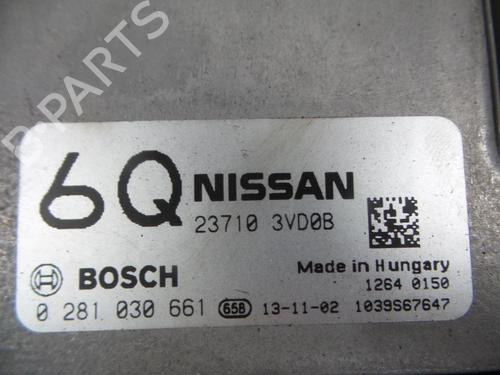 6Q NISSAN
23710 3VD0B
BOSCH
Made in Hungary
1264 0150
0 281 030 661 65B 13-11-02 1039S67647
B-PARTS